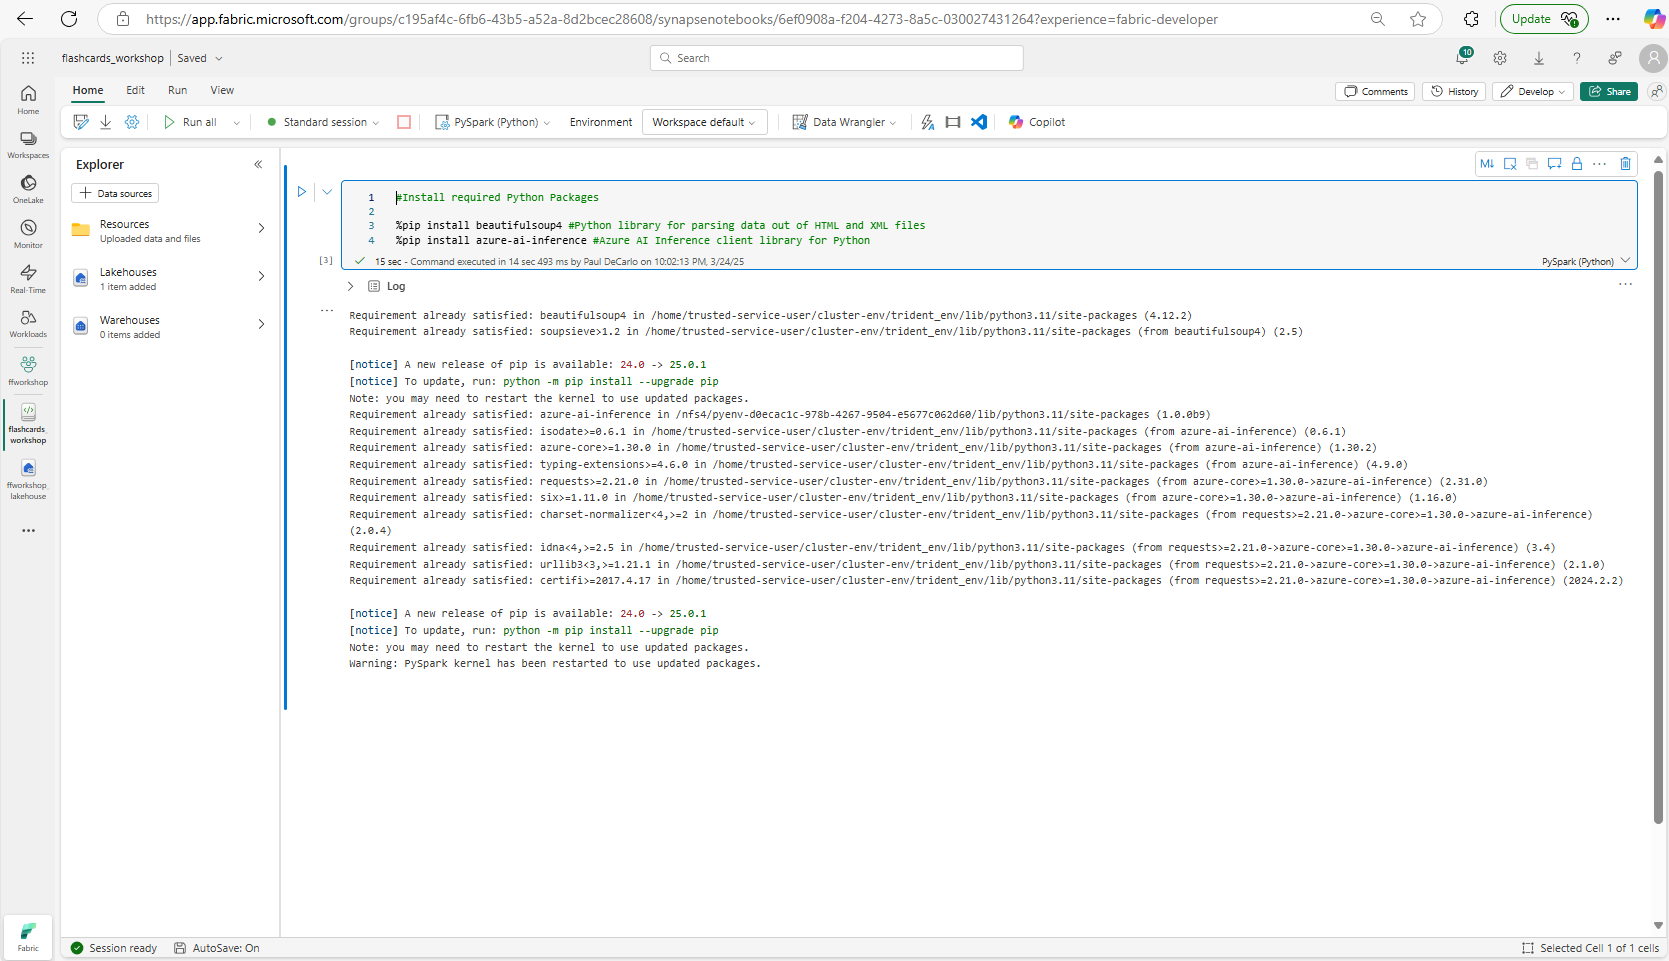 https://app.fabric.microsoft.com/groups/c195af4c-6fb6-43b5-a52a-8d2bcec28608/synapsenotebooks/6ef0908a-f204-4273-8a5c-030027431264?experience=fabric-developer
Update
flashcards_workshop | Saved
Search
10
Home Edit Run View
Comments
History
Develop
Share
Run all
Standard session
PySpark (Python)
Environment
Workspace default
Data Wrangler
Copilot
Home
Workspaces
OneLake
Monitor
Real-Time
Workloads
ffworkshop
flashcards_
workshop
ffworkshop_
lakehouse
Fabric
Explorer
Data sources
Resources
Uploaded data and files
Lakehouses
1 item added
Warehouses
0 items added
M↓
1 #Install required Python Packages
2
3 %pip install beautifulsoup4 #Python library for parsing data out of HTML and XML files
4 %pip install azure-ai-inference #Azure AI Inference client library for Python
[3] 15 sec - Command executed in 14 sec 493 ms by Paul DeCarlo on 10:02:13 PM, 3/24/25 PySpark (Python)
Log
Requirement already satisfied: beautifulsoup4 in /home/trusted-service-user/cluster-env/trident_env/lib/python3.11/site-packages (4.12.2)
Requirement already satisfied: soupsieve>1.2 in /home/trusted-service-user/cluster-env/trident_env/lib/python3.11/site-packages (from beautifulsoup4) (2.5)
[notice] A new release of pip is available: 24.0 -> 25.0.1
[notice] To update, run: python -m pip install --upgrade pip
Note: you may need to restart the kernel to use updated packages.
Requirement already satisfied: azure-ai-inference in /nfs4/pyenv-d0ecac1c-978b-4267-9504-e5677c062d60/lib/python3.11/site-packages (1.0.0b9)
Requirement already satisfied: isodate>=0.6.1 in /home/trusted-service-user/cluster-env/trident_env/lib/python3.11/site-packages (from azure-ai-inference) (0.6.1)
Requirement already satisfied: azure-core>=1.30.0 in /home/trusted-service-user/cluster-env/trident_env/lib/python3.11/site-packages (from azure-ai-inference) (1.30.2)
Requirement already satisfied: typing-extensions>=4.6.0 in /home/trusted-service-user/cluster-env/trident_env/lib/python3.11/site-packages (from azure-ai-inference) (4.9.0)
Requirement already satisfied: requests>=2.21.0 in /home/trusted-service-user/cluster-env/trident_env/lib/python3.11/site-packages (from azure-core>=1.30.0->azure-ai-inference) (2.31.0)
Requirement already satisfied: six>=1.11.0 in /home/trusted-service-user/cluster-env/trident_env/lib/python3.11/site-packages (from azure-core>=1.30.0->azure-ai-inference) (1.16.0)
Requirement already satisfied: charset-normalizer<4,>=2 in /home/trusted-service-user/cluster-env/trident_env/lib/python3.11/site-packages (from requests>=2.21.0->azure-core>=1.30.0->azure-ai-inference)
(2.0.4)
Requirement already satisfied: idna<4,>=2.5 in /home/trusted-service-user/cluster-env/trident_env/lib/python3.11/site-packages (from requests>=2.21.0->azure-core>=1.30.0->azure-ai-inference) (3.4)
Requirement already satisfied: urllib3<3,>=1.21.1 in /home/trusted-service-user/cluster-env/trident_env/lib/python3.11/site-packages (from requests>=2.21.0->azure-core>=1.30.0->azure-ai-inference) (2.1.0)
Requirement already satisfied: certifi>=2017.4.17 in /home/trusted-service-user/cluster-env/trident_env/lib/python3.11/site-packages (from requests>=2.21.0->azure-core>=1.30.0->azure-ai-inference) (2024.2.2)
[notice] A new release of pip is available: 24.0 -> 25.0.1
[notice] To update, run: python -m pip install --upgrade pip
Note: you may need to restart the kernel to use updated packages.
Warning: PySpark kernel has been restarted to use updated packages.
Session ready
AutoSave: On
Selected Cell 1 of 1 cells